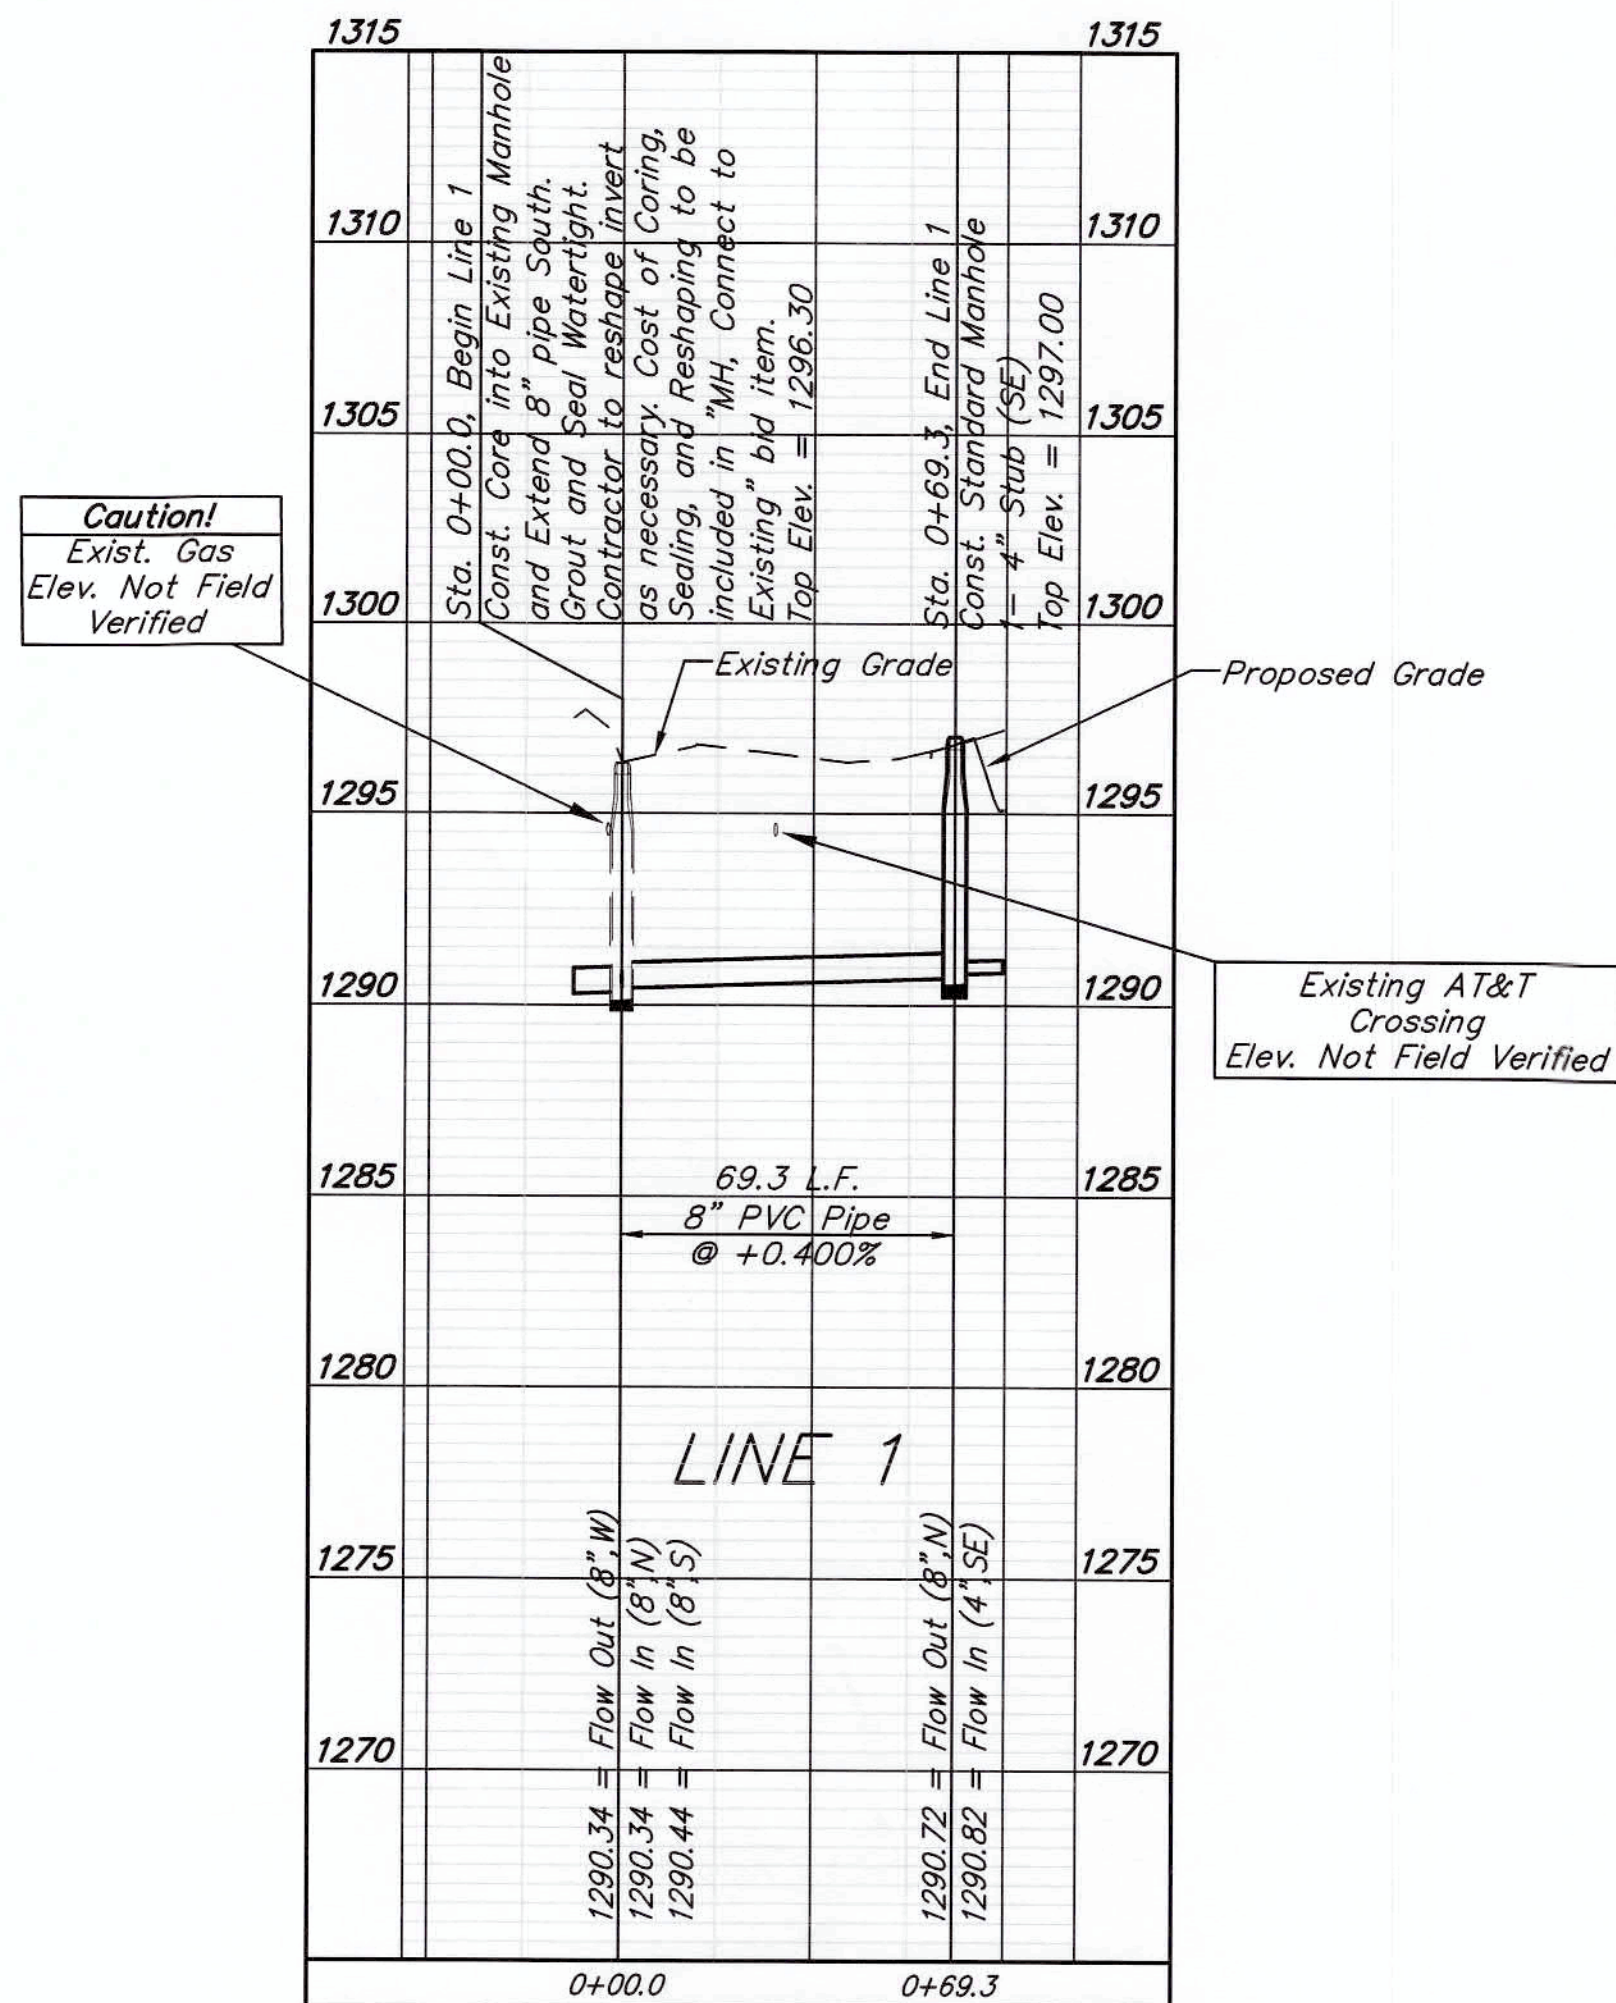 1315
1315
Sta. 0+00.0, Begin Line 1
Const. Core into Existing Manhole
and Extend 8" pipe South.
Grout and Seal Watertight.
Contractor to reshape invert
as necessary. Cost of Coring,
Sealing, and Reshaping to be
included in "MH, Connect to
Existing" bid item.
Top Elev. = 1296.30
Sta. 0+69.3, End Line 1
Const. Standard Manhole
1- 4" Stub (SE)
Top Elev. = 1297.00
1310
1310
1305
1305
Caution!
Exist. Gas
Elev. Not Field
Verified
1300
1300
Existing Grade
Proposed Grade
1295
1295
1290
1290
Existing AT&T
Crossing
Elev. Not Field Verified
1285
1285
69.3 L.F.
8" PVC Pipe
@ +0.400%
1280
1280
LINE 1
1275
1275
1290.34 = Flow Out (8",W)
1290.34 = Flow In (8",N)
1290.44 = Flow In (8",S)
1290.72 = Flow Out (8",N)
1290.82 = Flow In (4",SE)
1270
1270
0+00.0
0+69.3